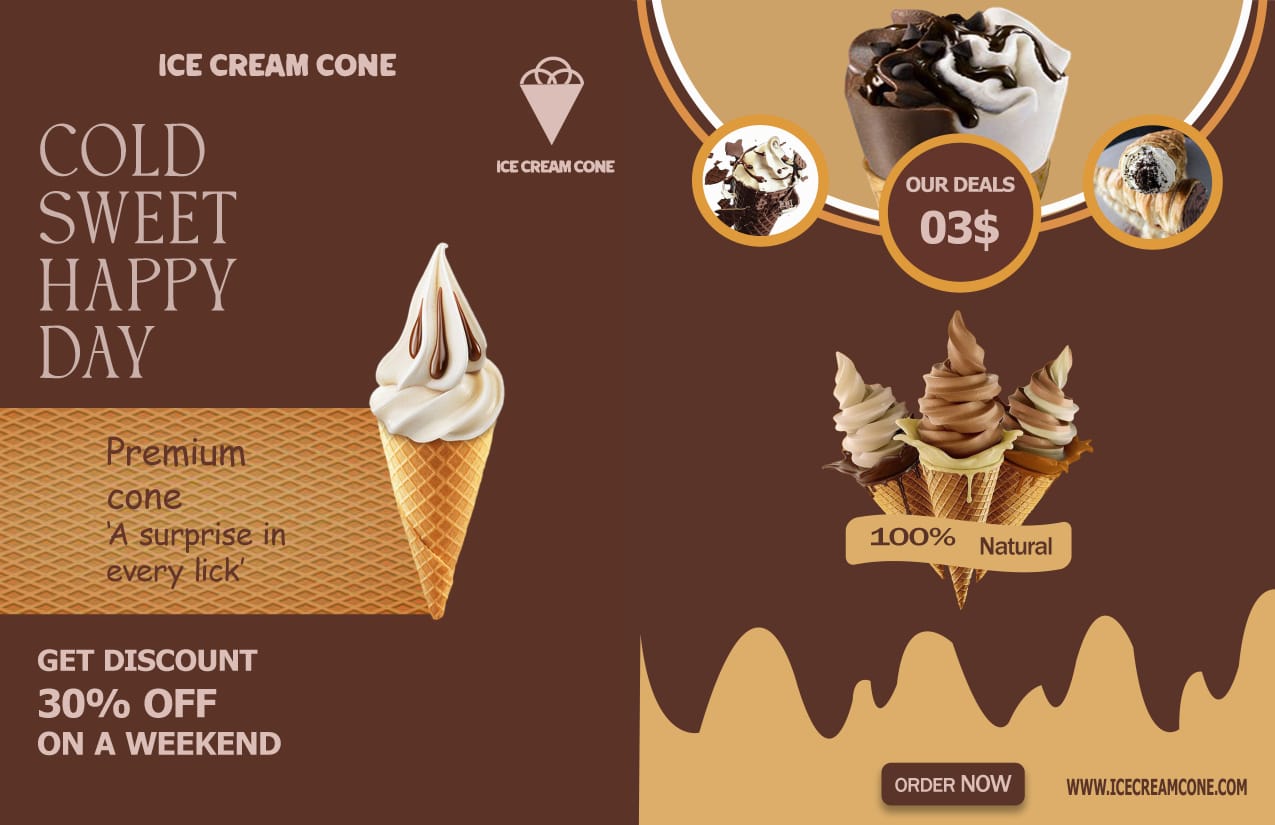 ICE CREAM CONE
ICE CREAM CONE
COLD
SWEET
HAPPY
DAY
Premium
cone
‘A surprise in
every lick’
GET DISCOUNT
30% OFF
ON A WEEKEND
OUR DEALS
03$
100% Natural
ORDER NOW
WWW.ICECREAMCONE.COM